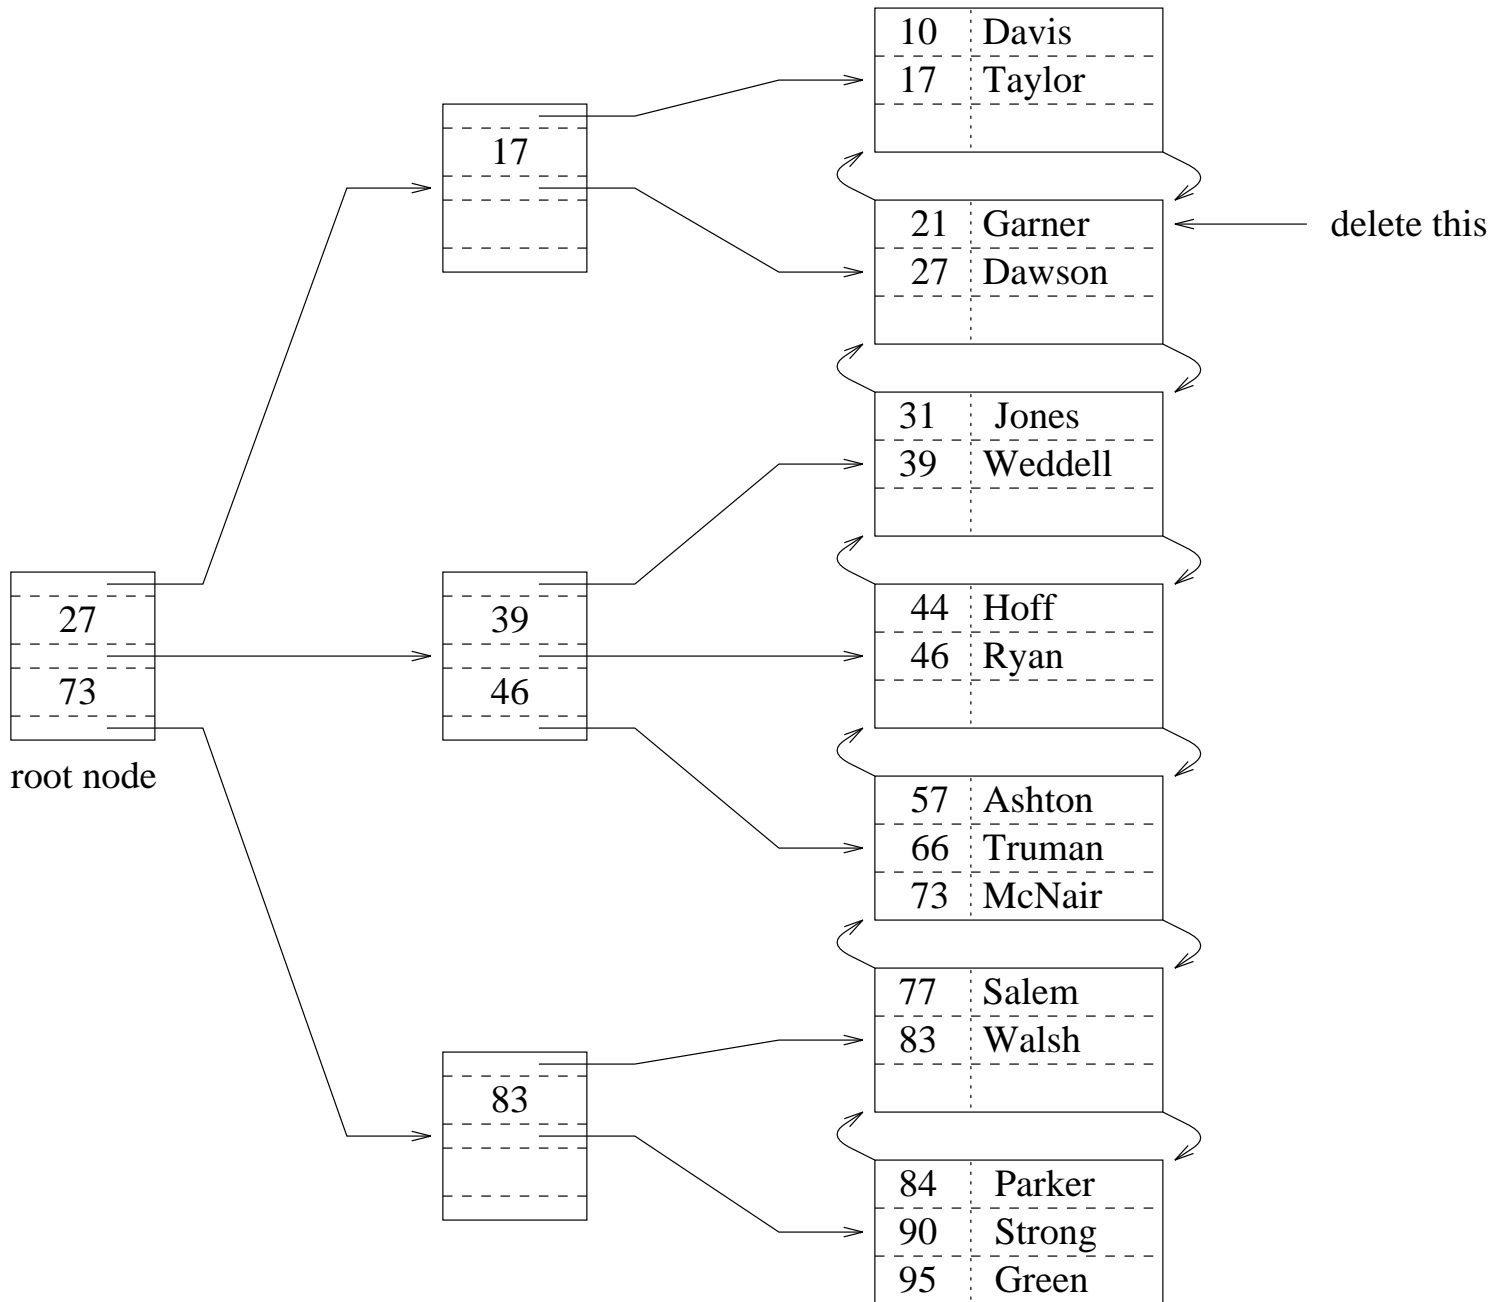 10 Davis
17 Taylor
17
21 Garner
delete this
27 Dawson
31 Jones
39 Weddell
27
73
root node
39
46
44 Hoff
46 Ryan
57 Ashton
66 Truman
73 McNair
83
77 Salem
83 Walsh
84 Parker
90 Strong
95 Green